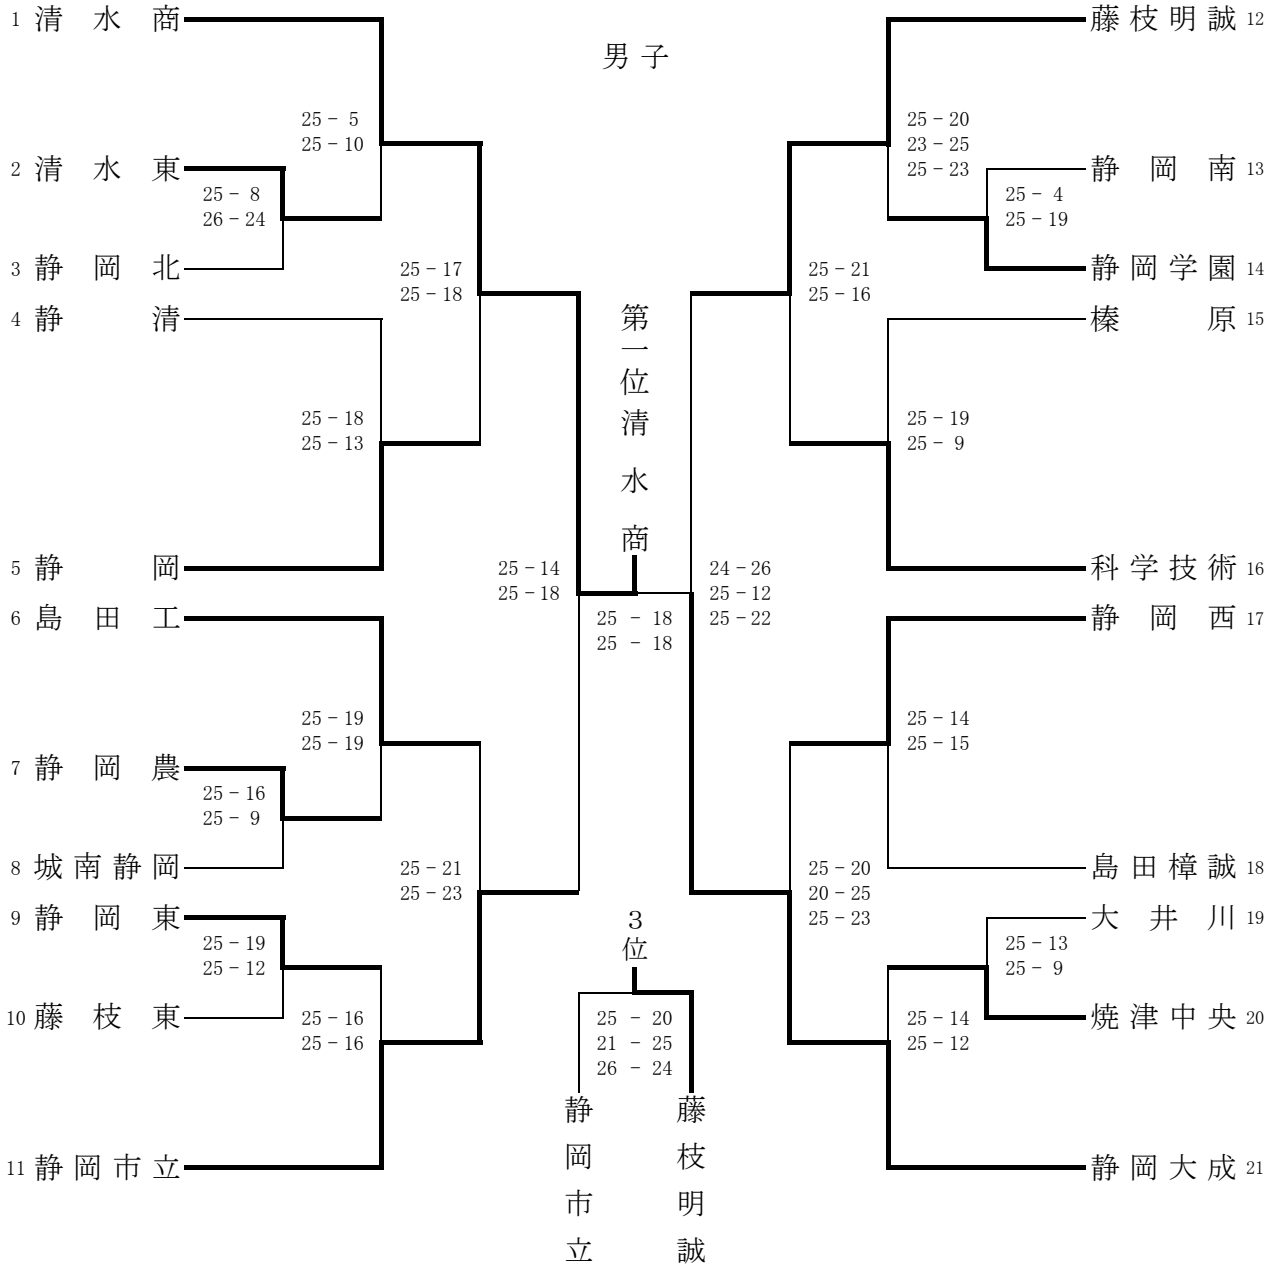 男子
1 清水商
25－5
25－10
2 清水東
25－8
26－24
3 静岡北
25－17
25－18
4 静清
25－18
25－13
5 静岡
25－14
25－18
6 島田工
25－19
25－19
7 静岡農
25－16
25－9
8 城南静岡
25－21
25－23
9 静岡東
25－19
25－12
10 藤枝東
25－16
25－16
11 静岡市立
第一位清水商
25－18
25－18
3位
25－20
21－25
26－24
静岡市立
藤枝明誠
藤枝明誠 12
25－20
23－25
25－23
静岡南 13
25－4
25－19
静岡学園 14
25－21
25－16
榛原 15
25－19
25－9
科学技術 16
24－26
25－12
25－22
静岡西 17
25－14
25－15
島田樟誠 18
25－20
20－25
25－23
大井川 19
25－13
25－9
焼津中央 20
25－14
25－12
静岡大成 21